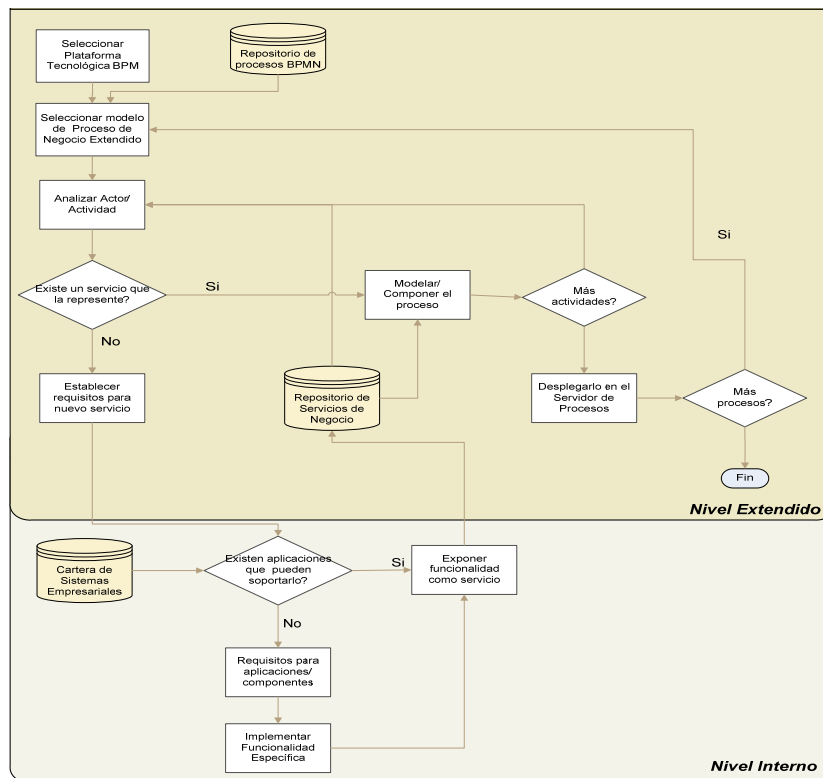 Seleccionar
Plataforma
Tecnológica BPM
Repositorio de
procesos BPMN
Seleccionar modelo
de Proceso de
Negocio Extendido
Analizar Actor/
Actividad
Si
Existe un servicio que
la represente?
Si
Modelar/
Componer el
proceso
Más
actividades?
No
Establecer
requisitos para
nuevo servicio
Repositorio de
Servicios de
Negocio
Desplegarlo en el
Servidor de
Procesos
Más
procesos?
Fin
Nivel Extendido
Cartera de
Sistemas
Empresariales
Existen aplicaciones
que pueden
soportarlo?
Si
Exponer
funcionalidad
como servicio
No
Requisitos para
aplicaciones/
componentes
Implementar
Funcionalidad
Específica
Nivel Interno